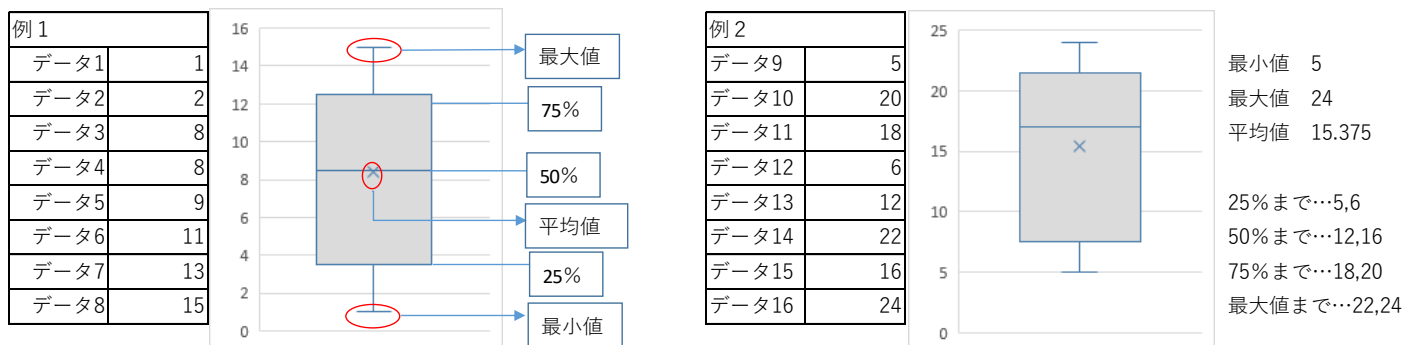 例１
データ1 1
データ2 2
データ3 8
データ4 8
データ5 9
データ6 11
データ7 13
データ8 15
16
14
12
10
8
6
4
2
0
最大値
75%
50%
平均値
25%
最小値
例２
データ9 5
データ10 20
データ11 18
データ12 6
データ13 12
データ14 22
データ15 16
データ16 24
25
20
15
10
5
0
最小値 5
最大値 24
平均値 15.375
25%まで…5,6
50%まで…12,16
75%まで…18,20
最大値まで…22,24